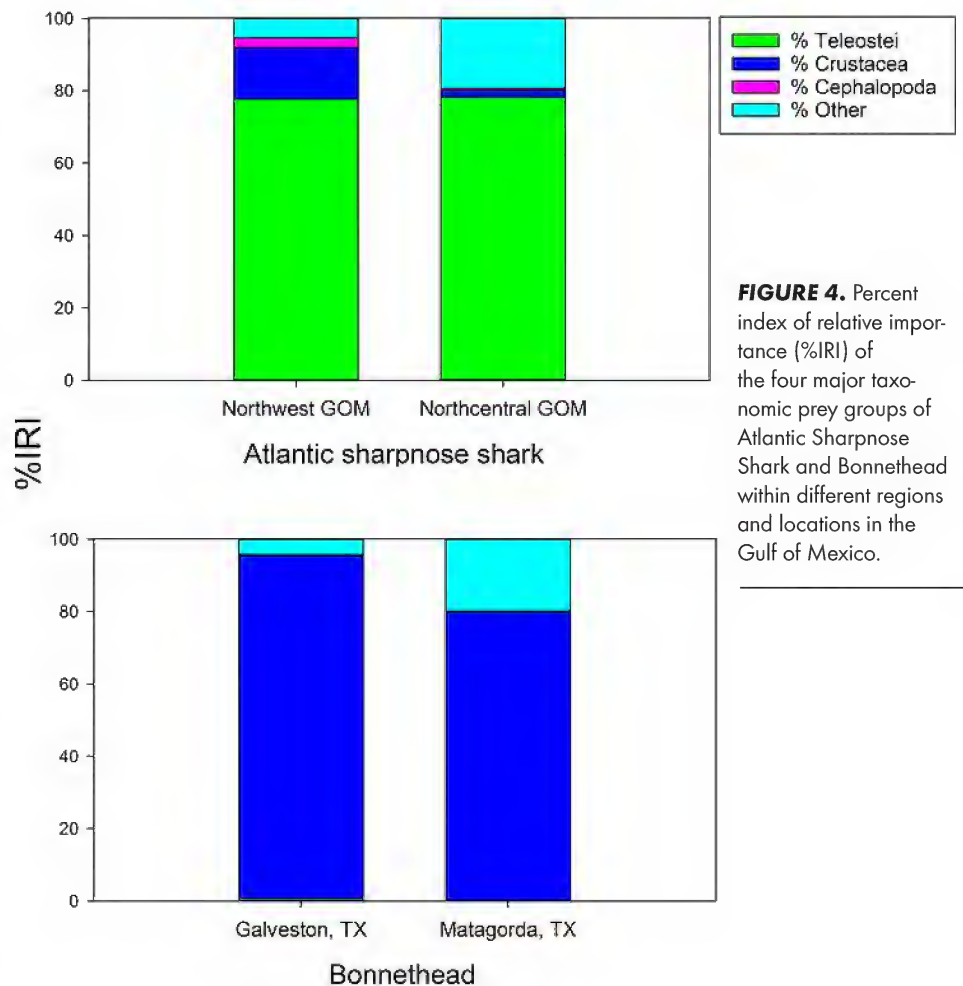 100
80
60
40
20
0
Northwest GOM Northcentral GOM
Atlantic sharpnose shark
% Teleostei
% Crustacea
% Cephalopoda
% Other
%IRI
FIGURE 4. Percent
index of relative impor-
tance (%IRI) of
the four major taxo-
nomic prey groups of
Atlantic Sharpnose
Shark and Bonnethead
within different regions
and locations in the
Gulf of Mexico.
100
80
60
40
20
0
Galveston, TX Matagorda, TX
Bonnethead